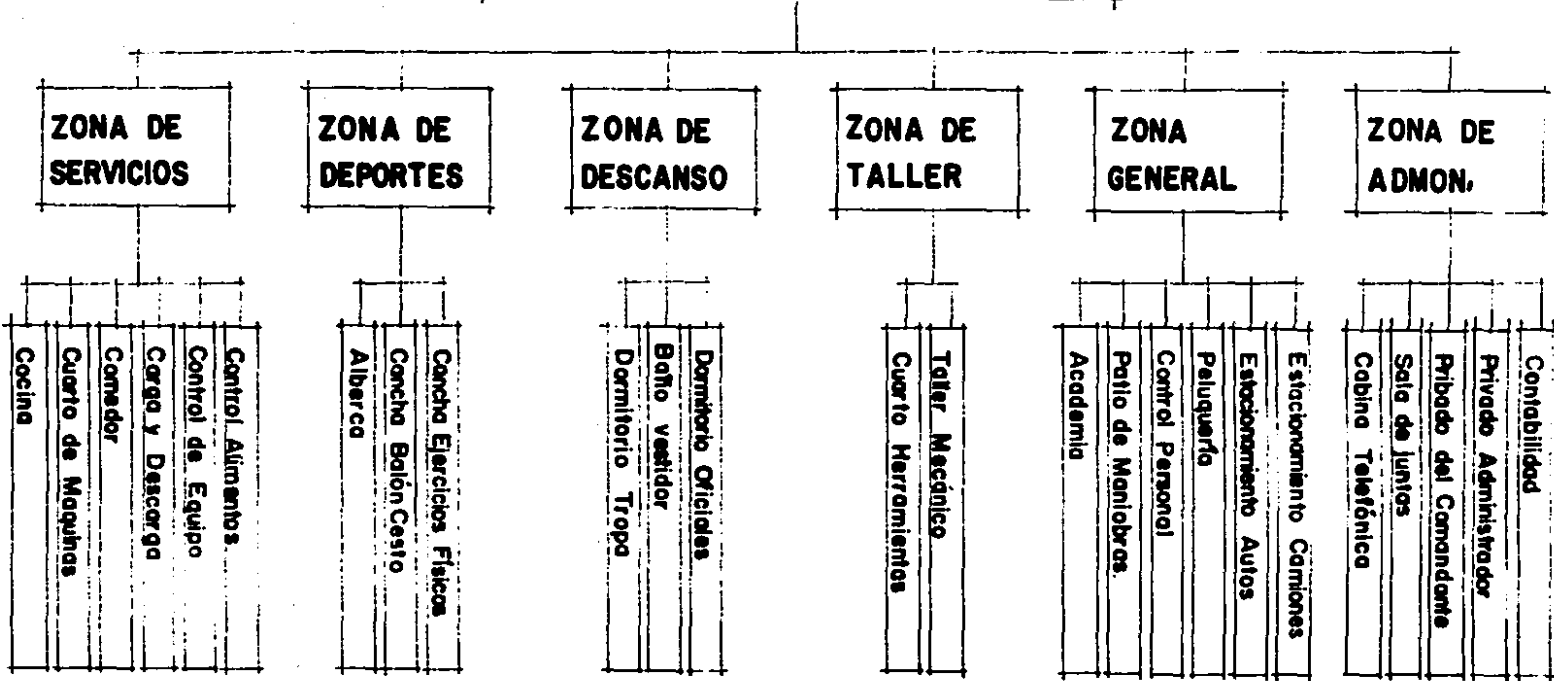 ZONA DE
SERVICIOS
ZONA DE
DEPORTES
ZONA DE
DESCANSO
ZONA DE
TALLER
ZONA
GENERAL
ZONA DE
ADMON.
Cocina
Cuarto de Maquinas
Comedor
Carga y Descarga
Control de Equipo
Control Alimentos.
Alberca
Cancha Balón Cesto
Cancha Ejercicios Físicos
Dormitorio Tropa
Baño vestidor
Dormitorio Oficiales
Cuarto Herramientas
Taller Mecánico
Academia
Patio de Maniobras.
Control Personal
Peluquería
Estacionamiento Autos
Estacionamiento Camiones
Cabina Telefónica
Sala de juntas
Pribado del Comandante
Privado Administrador
Contabilidad